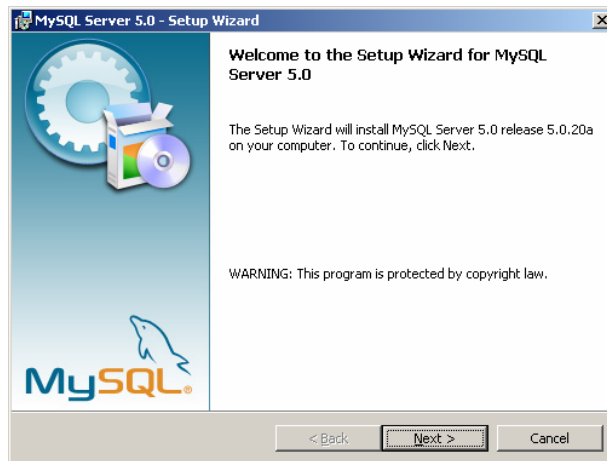 MySQL Server 5.0 - Setup Wizard
Welcome to the Setup Wizard for MySQL
Server 5.0
The Setup Wizard will install MySQL Server 5.0 release 5.0.20a
on your computer. To continue, click Next.
WARNING: This program is protected by copyright law.
MySQL®
< Back
Next >
Cancel